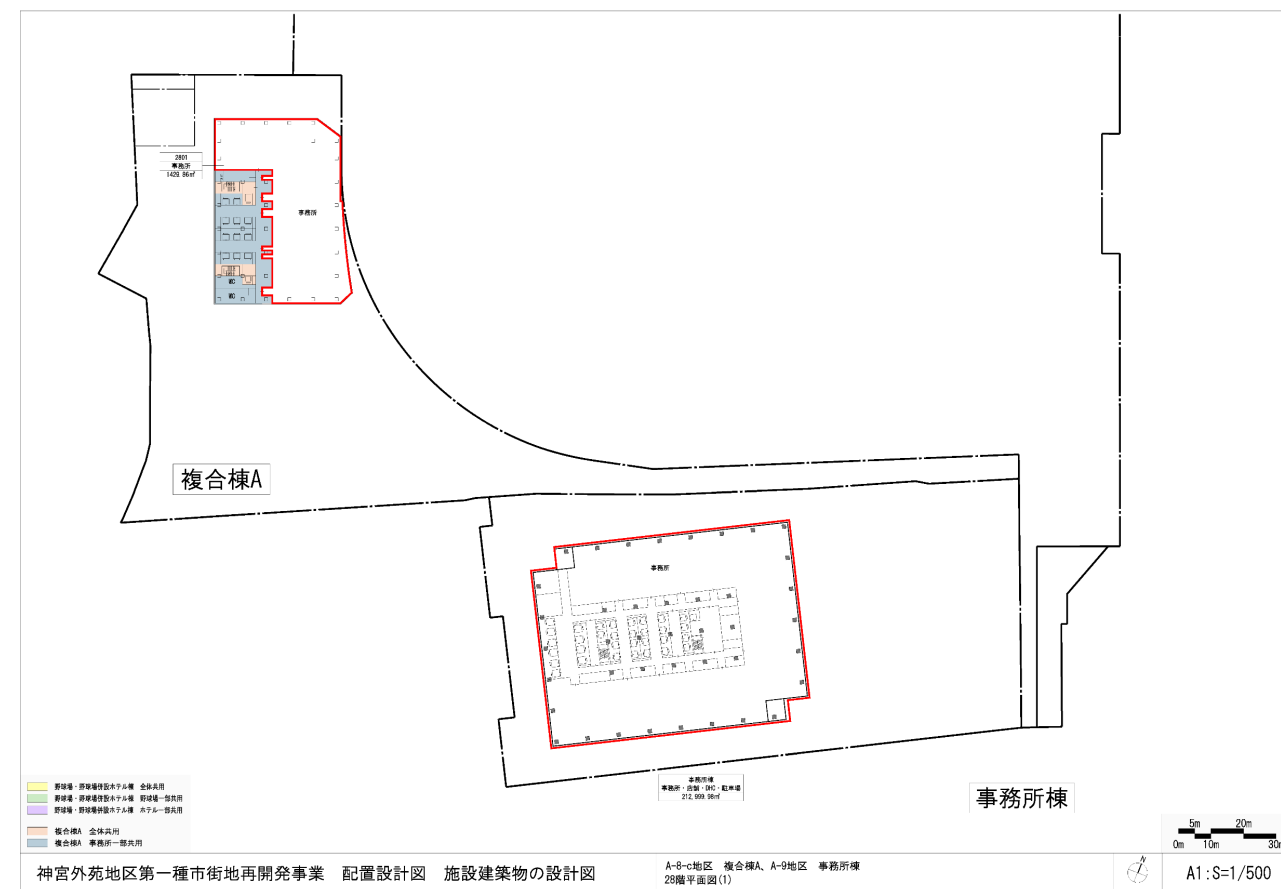 2801
事務所
1429.86㎡
事務所
WC
WC
複合棟A
事務所
事務所棟
事務所・店舗・DHC・駐車場
212,999.98㎡
事務所棟
野球場・野球場併設ホテル棟 全体共用
野球場・野球場併設ホテル棟 野球場一部共用
野球場・野球場併設ホテル棟 ホテル一部共用
複合棟A 全体共用
複合棟A 事務所一部共用
5m 20m
0m 10m 30m
神宮外苑地区第一種市街地再開発事業 配置設計図 施設建築物の設計図
A-8-c地区 複合棟A、A-9地区 事務所棟
28階平面図(1)
N
A1:S=1/500